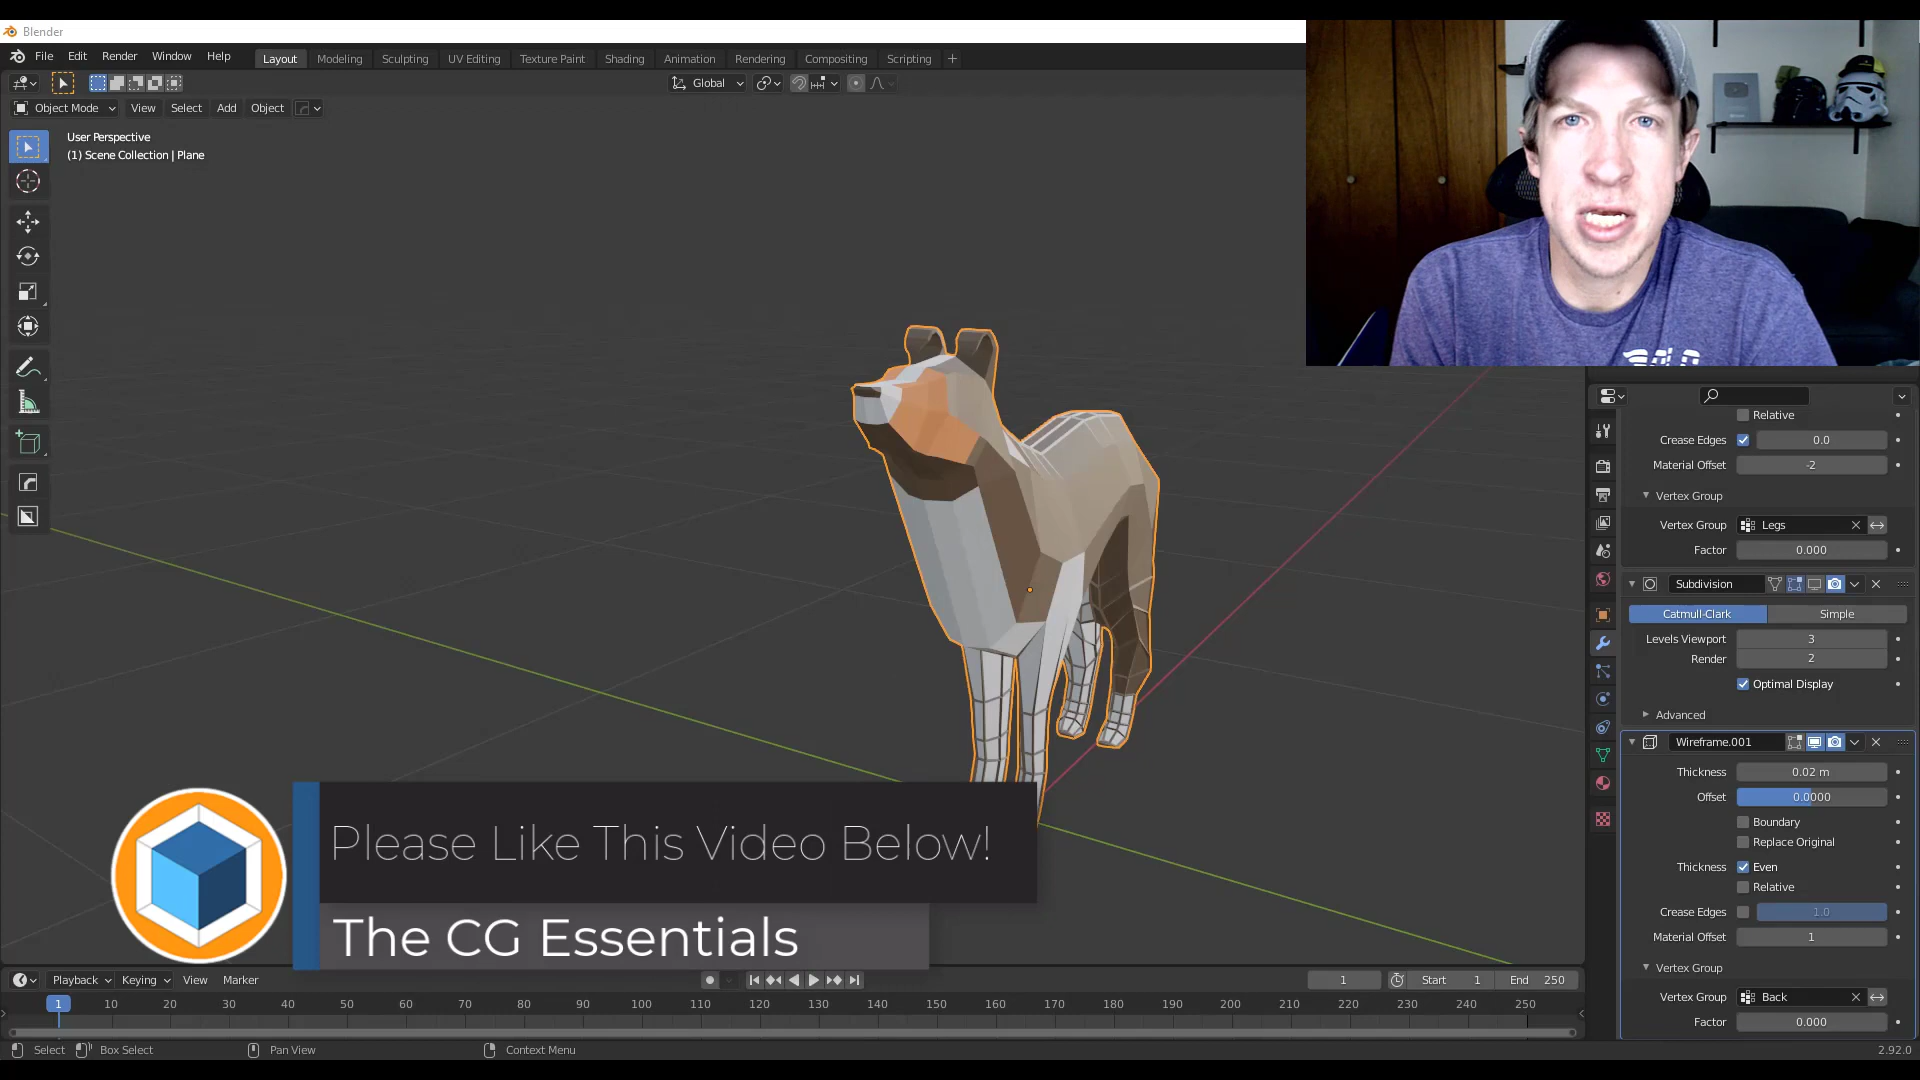 Blender
File Edit Render Window Help Layout Modeling Sculpting UV Editing Texture Paint Shading Animation Rendering Compositing Scripting +
Global
Object Mode View Select Add Object
User Perspective
(1) Scene Collection | Plane
Relative
Crease Edges 0.0
Material Offset -2
Vertex Group
Vertex Group Legs
Factor 0.000
Subdivision
Catmull-Clark Simple
Levels Viewport 3
Render 2
Optimal Display
Advanced
Wireframe.001
Thickness 0.02 m
Offset 0.0000
Boundary
Replace Original
Thickness Even
Relative
Crease Edges 1.0
Material Offset 1
Vertex Group
Vertex Group Back
Factor 0.000
Please Like This Video Below!
The CG Essentials
Playback Keying View Marker 1 Start 1 End 250
1 10 20 30 40 50 60 70 80 90 100 110 120 130 140 150 160 170 180 190 200 210 220 230 240 250
Select Box Select Pan View Context Menu 2.92.0